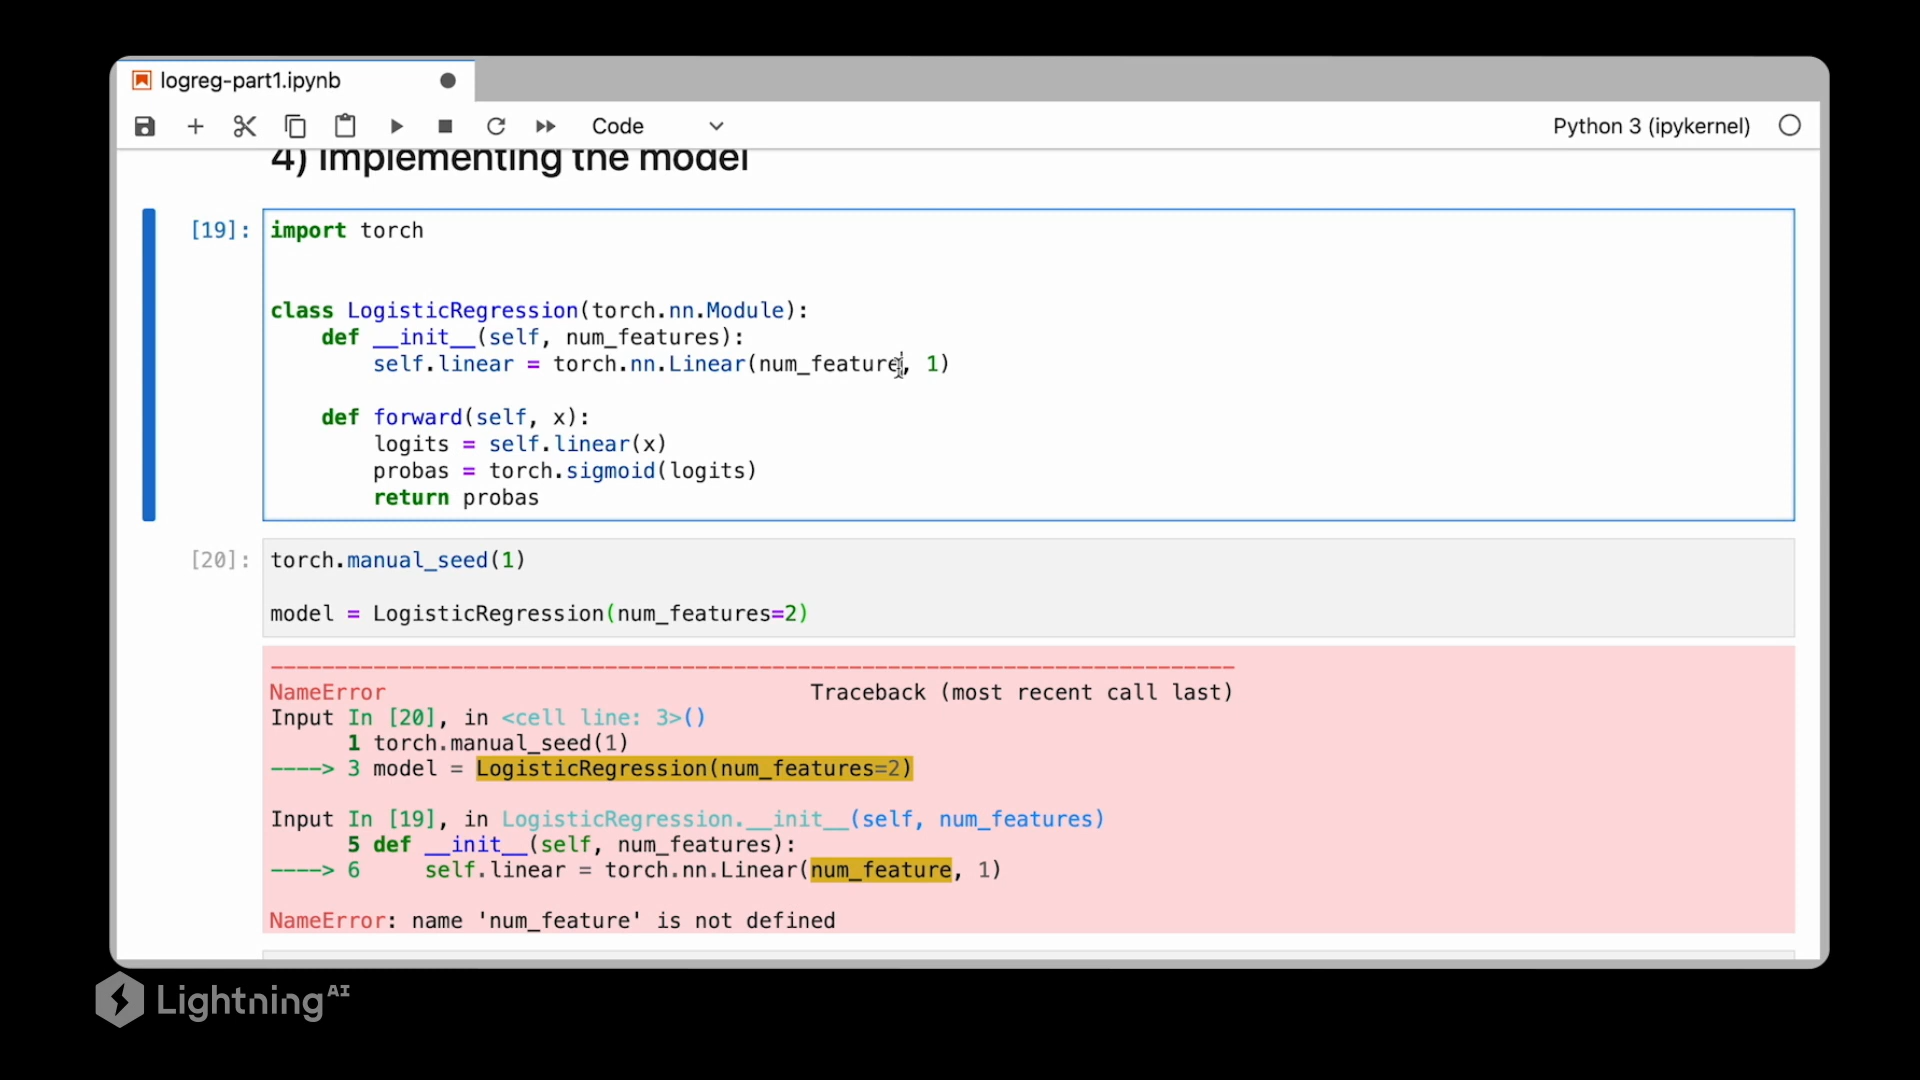 logreg-part1.ipynb
Code
Python 3 (ipykernel)
4) Implementing the model
[19]:
import torch
class LogisticRegression(torch.nn.Module):
    def __init__(self, num_features):
        self.linear = torch.nn.Linear(num_feature, 1)
    def forward(self, x):
        logits = self.linear(x)
        probas = torch.sigmoid(logits)
        return probas
[20]:
torch.manual_seed(1)
model = LogisticRegression(num_features=2)
---------------------------------------------------------------------------
NameError                                 Traceback (most recent call last)
Input In [20], in <cell line: 3>()
      1 torch.manual_seed(1)
----> 3 model = LogisticRegression(num_features=2)
Input In [19], in LogisticRegression.__init__(self, num_features)
      5 def __init__(self, num_features):
----> 6     self.linear = torch.nn.Linear(num_feature, 1)
NameError: name 'num_feature' is not defined
Lightning AI